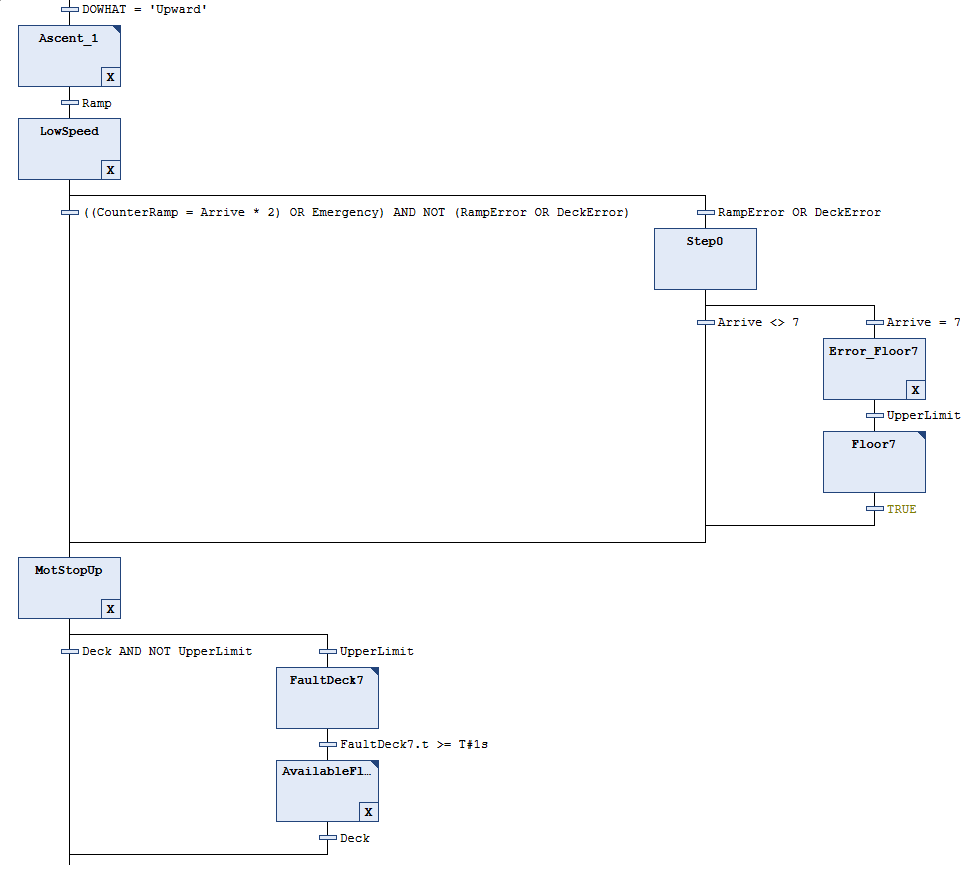 DOWHAT = 'Upward'
Ascent_1
X
Ramp
LowSpeed
X
((CounterRamp = Arrive * 2) OR Emergency) AND NOT (RampError OR DeckError)
RampError OR DeckError
Step0
Arrive <> 7
Arrive = 7
Error_Floor7
X
UpperLimit
Floor7
TRUE
MotStopUp
X
Deck AND NOT UpperLimit
UpperLimit
FaultDeck7
FaultDeck7.t >= T#1s
AvailableFl…
X
Deck